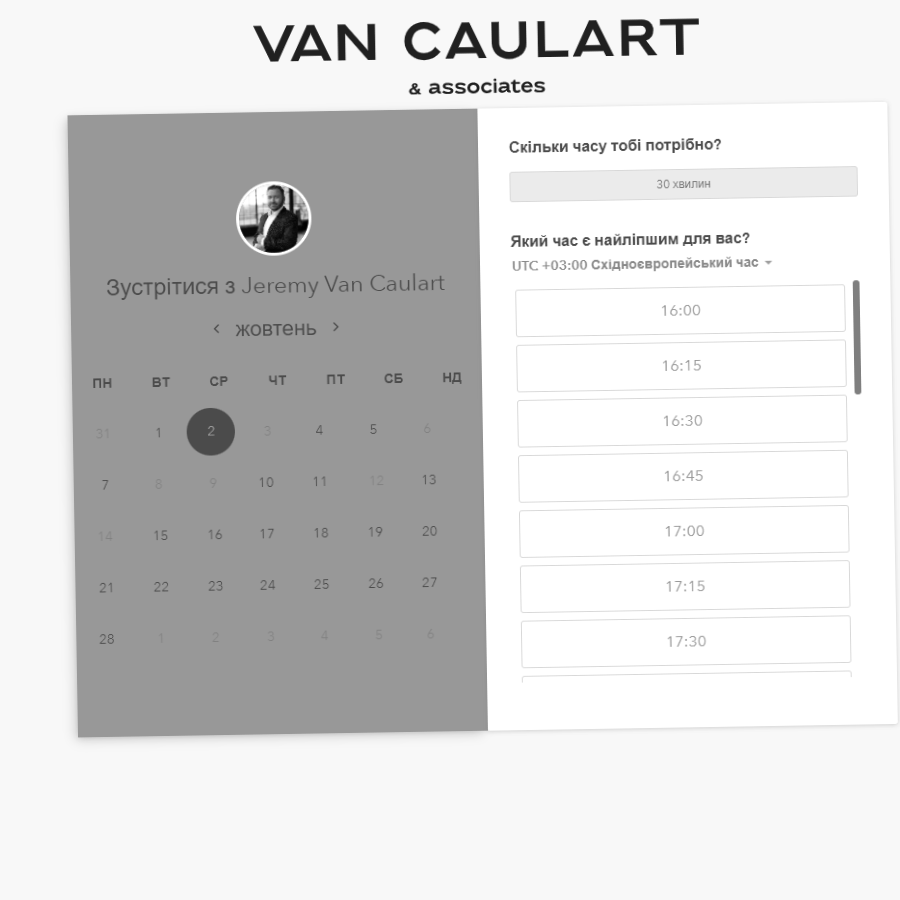 VAN CAULART
& associates
Зустрітися з Jeremy Van Caulart
жовтень
ПН ВТ СР ЧТ ПТ СБ НД
31 1 2 3 4 5 6
7 8 9 10 11 12 13
14 15 16 17 18 19 20
21 22 23 24 25 26 27
28 1 2 3 4 5 6
Скільки часу тобі потрібно?
30 хвилин
Який час є найліпшим для вас?
UTC +03:00 Східноєвропейський час
16:00
16:15
16:30
16:45
17:00
17:15
17:30